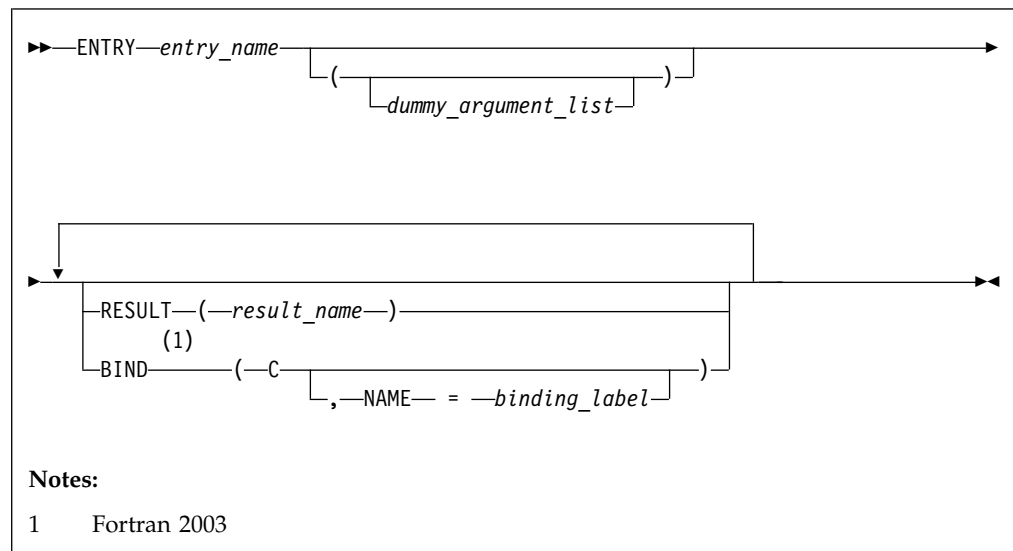 ENTRY entry_name
( )
dummy_argument_list
RESULT ( result_name )
(1)
BIND ( C )
, NAME = binding_label
Notes:
1 Fortran 2003